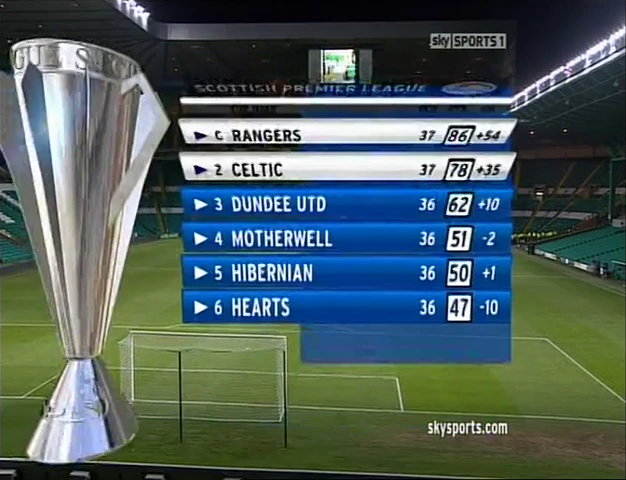 sky SPORTS 1
SCOTTISH PREMIER LEAGUE
C RANGERS 37 86 +54
2 CELTIC 37 78 +35
3 DUNDEE UTD 36 62 +10
4 MOTHERWELL 36 51 -2
5 HIBERNIAN 36 50 +1
6 HEARTS 36 47 -10
skysports.com